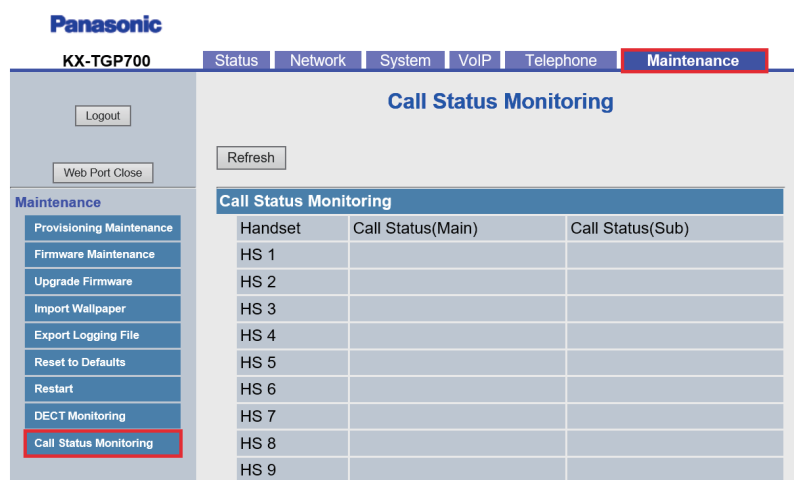 Panasonic
KX-TGP700
Status Network System VoIP Telephone Maintenance
Logout
Web Port Close
Maintenance
Provisioning Maintenance
Firmware Maintenance
Upgrade Firmware
Import Wallpaper
Export Logging File
Reset to Defaults
Restart
DECT Monitoring
Call Status Monitoring
Call Status Monitoring
Refresh
Call Status Monitoring
Handset Call Status(Main) Call Status(Sub)
HS 1
HS 2
HS 3
HS 4
HS 5
HS 6
HS 7
HS 8
HS 9